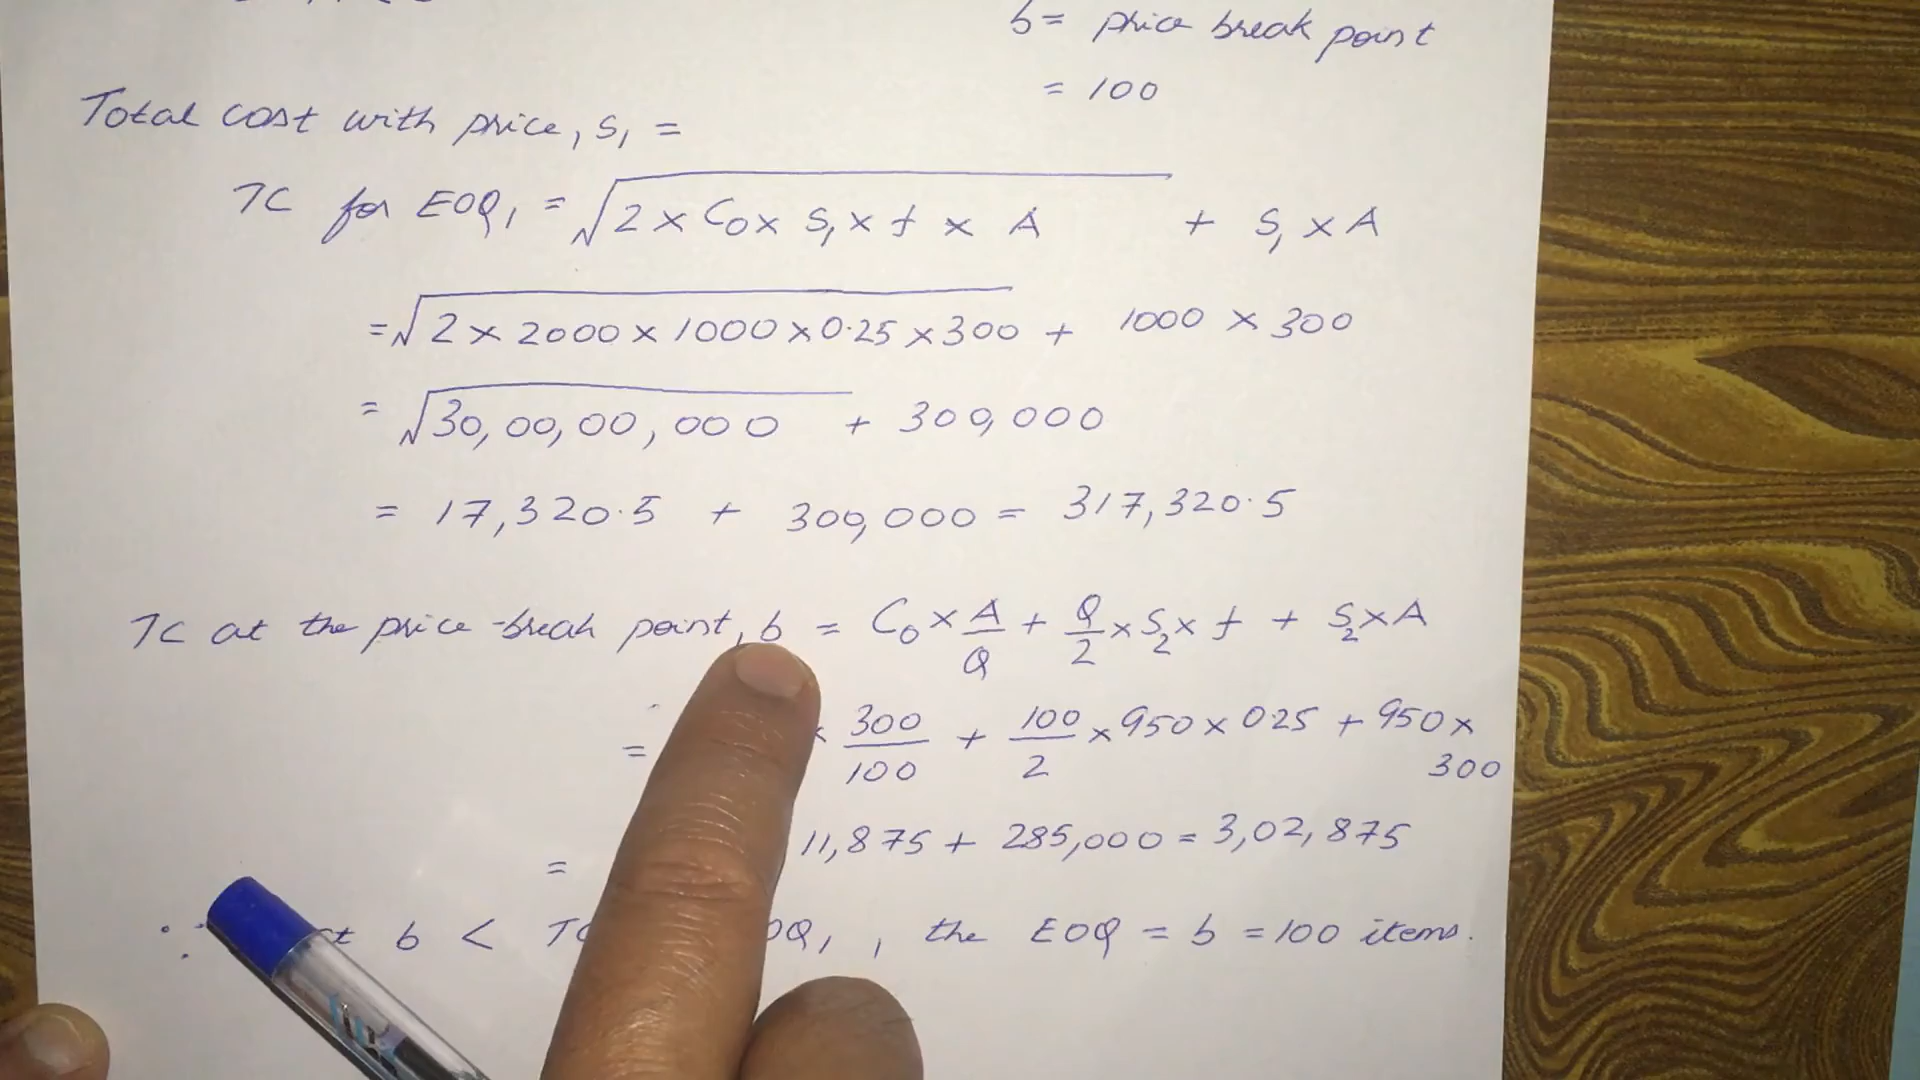 b = price break point
= 100
Total cost with price, S₁ =
TC for EOQ₁ = √2 × C₀ × S₁ × f × A + S₁ × A
= √2 × 2000 × 1000 × 0.25 × 300 + 1000 × 300
= √30,00,00,000 + 300,000
= 17,320.5 + 300,000 = 317,320.5
TC at the price-break point, b = C₀ × A/Q + Q/2 × S₂ × f + S₂ × A
= × 300/100 + 100/2 × 950 × 0.25 + 950 × 300
= 11,875 + 285,000 = 3,02,875
b < TC , the EOQ = b = 100 items.